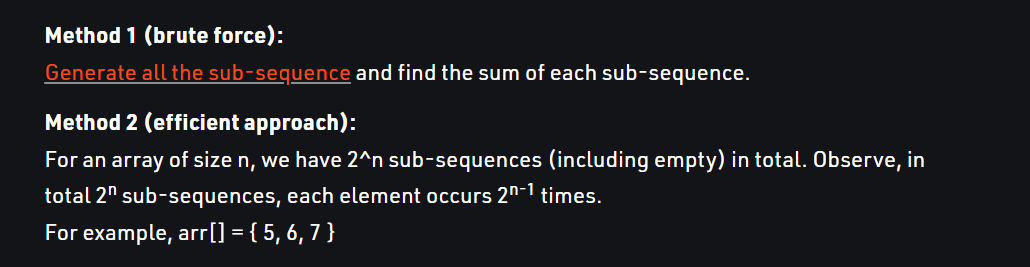 Method 1 (brute force):
Generate all the sub-sequence and find the sum of each sub-sequence.
Method 2 (efficient approach):
For an array of size n, we have 2^n sub-sequences (including empty) in total. Observe, in
total 2ⁿ sub-sequences, each element occurs 2ⁿ⁻¹ times.
For example, arr[] = { 5, 6, 7 }